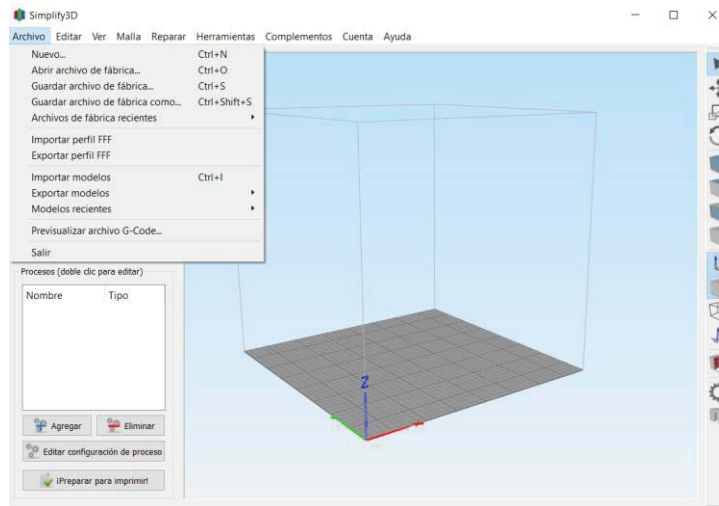 Simplify3D
Archivo Editar Ver Malla Reparar Herramientas Complementos Cuenta Ayuda
Nuevo... Ctrl+N
Abrir archivo de fábrica... Ctrl+O
Guardar archivo de fábrica... Ctrl+S
Guardar archivo de fábrica como... Ctrl+Shift+S
Archivos de fábrica recientes
Importar perfil FFF
Exportar perfil FFF
Importar modelos Ctrl+I
Exportar modelos
Modelos recientes
Previsualizar archivo G-Code...
Salir
Procesos (doble clic para editar)
Nombre Tipo
Agregar Eliminar
Editar configuración de proceso
¡Preparar para imprimir!
Z